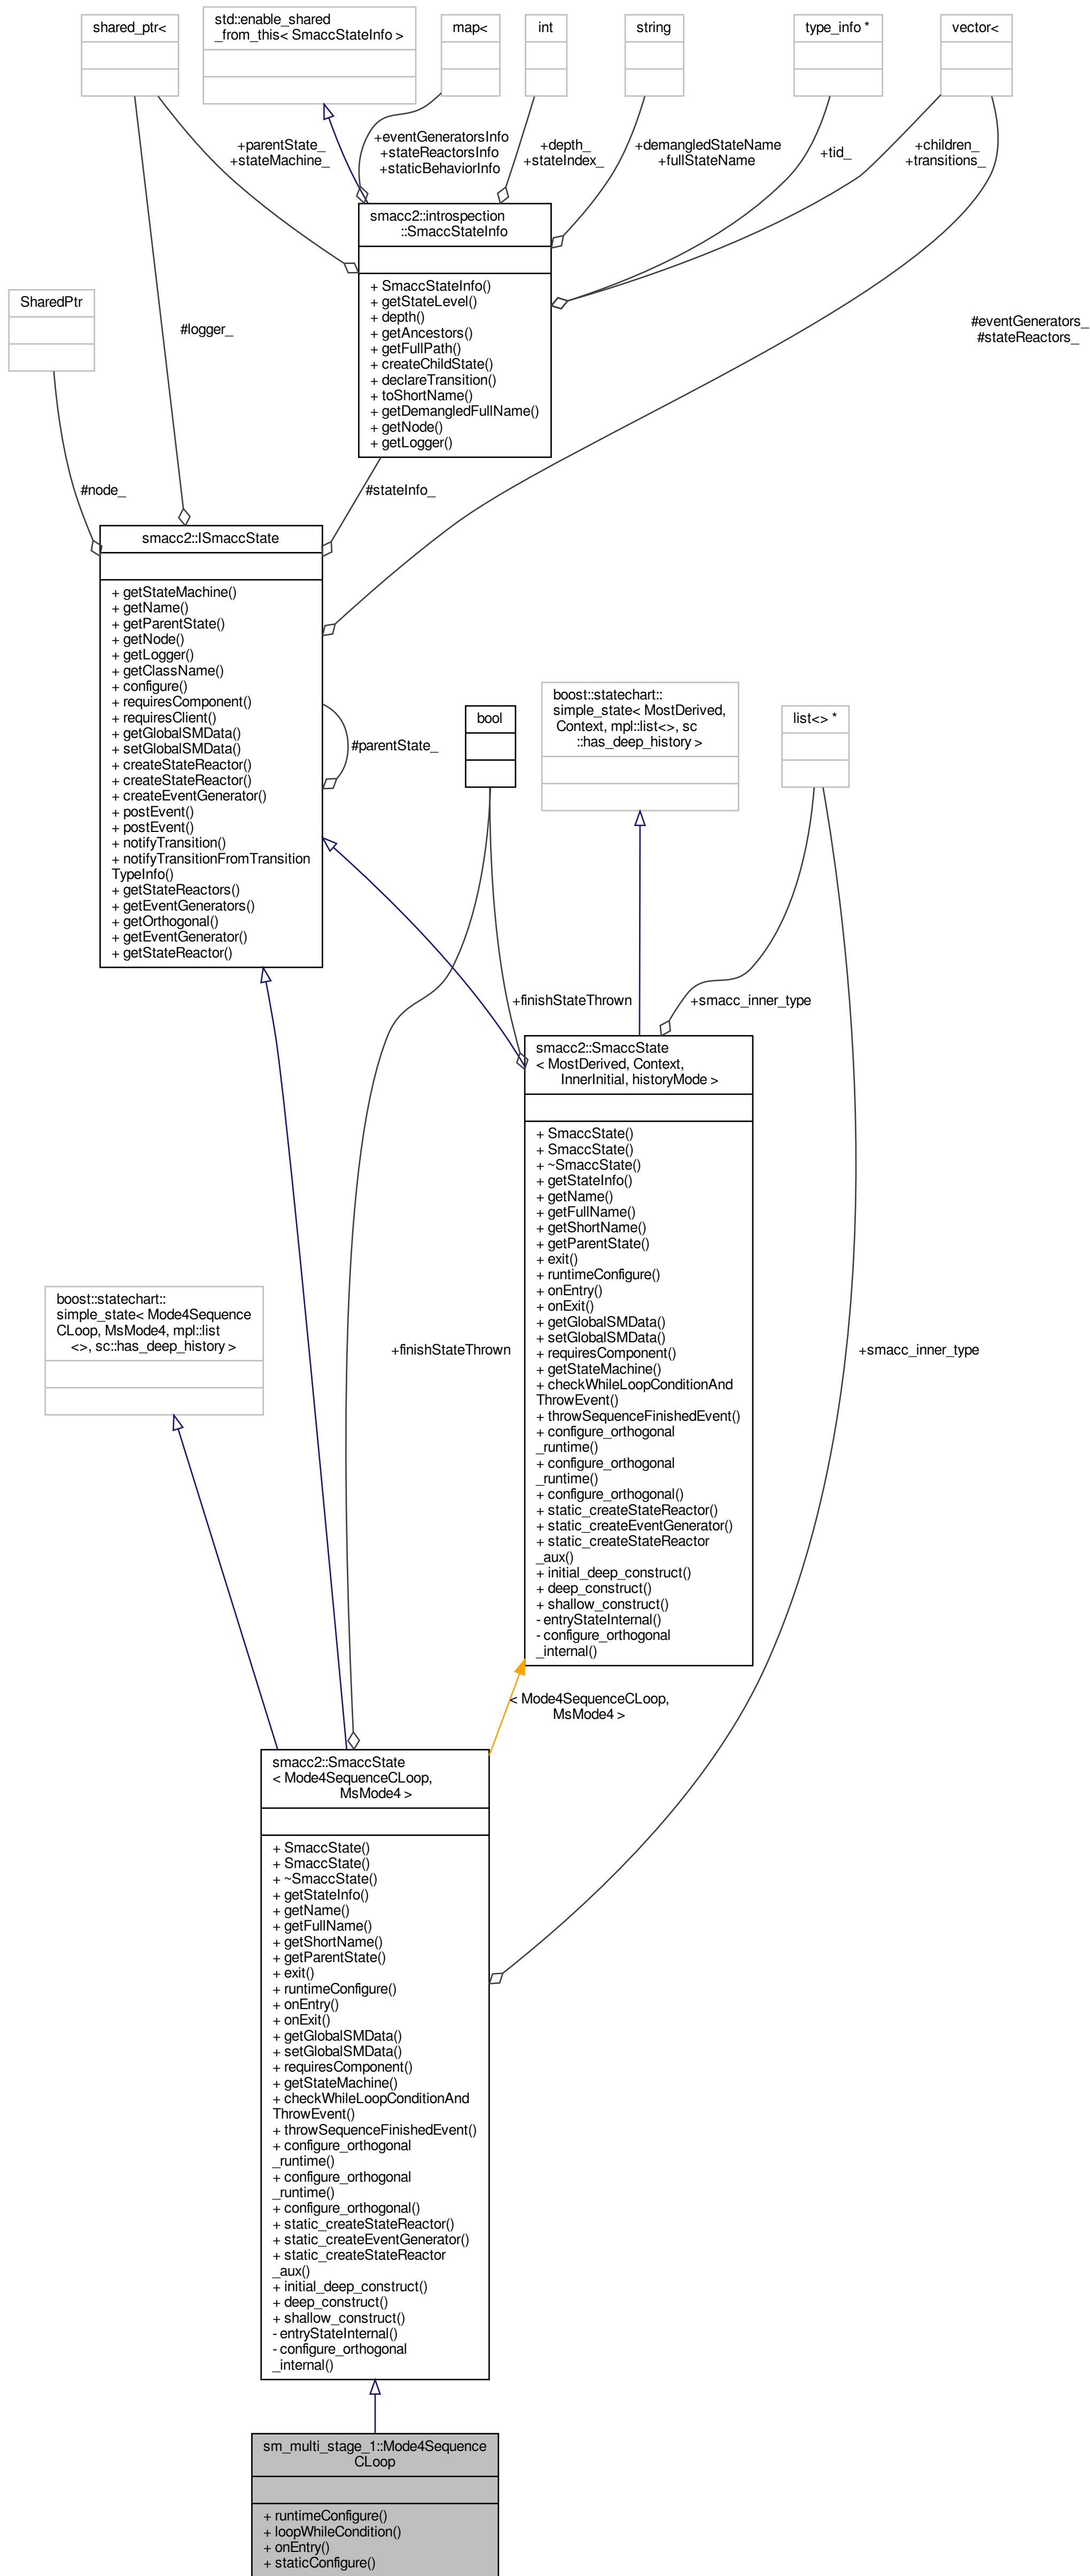 shared_ptr<
std::enable_shared
_from_this< SmaccStateInfo >
map<
int
string
type_info *
vector<
+parentState_
+stateMachine_
+eventGeneratorsInfo
+stateReactorsInfo
+staticBehaviorInfo
+depth_
+stateIndex_
+demangledStateName
+fullStateName
+tid_
+children_
+transitions_
smacc2::introspection
::SmaccStateInfo
+ SmaccStateInfo()
+ getStateLevel()
+ depth()
+ getAncestors()
+ getFullPath()
+ createChildState()
+ declareTransition()
+ toShortName()
+ getDemangledFullName()
+ getNode()
+ getLogger()
SharedPtr
#logger_
#eventGenerators_
#stateReactors_
#node_
#stateInfo_
smacc2::ISmaccState
+ getStateMachine()
+ getName()
+ getParentState()
+ getNode()
+ getLogger()
+ getClassName()
+ configure()
+ requiresComponent()
+ requiresClient()
+ getGlobalSMData()
+ setGlobalSMData()
+ createStateReactor()
+ createStateReactor()
+ createEventGenerator()
+ postEvent()
+ postEvent()
+ notifyTransition()
+ notifyTransitionFromTransition
TypeInfo()
+ getStateReactors()
+ getEventGenerators()
+ getOrthogonal()
+ getEventGenerator()
+ getStateReactor()
#parentState_
bool
boost::statechart::
simple_state< MostDerived,
Context, mpl::list<>, sc
::has_deep_history >
list<> *
+finishStateThrown
+smacc_inner_type
smacc2::SmaccState
< MostDerived, Context,
InnerInitial, historyMode >
+ SmaccState()
+ SmaccState()
+ ~SmaccState()
+ getStateInfo()
+ getName()
+ getFullName()
+ getShortName()
+ getParentState()
+ exit()
+ runtimeConfigure()
+ onEntry()
+ onExit()
+ getGlobalSMData()
+ setGlobalSMData()
+ requiresComponent()
+ getStateMachine()
+ checkWhileLoopConditionAnd
ThrowEvent()
+ throwSequenceFinishedEvent()
+ configure_orthogonal
_runtime()
+ configure_orthogonal
_runtime()
+ configure_orthogonal()
+ static_createStateReactor()
+ static_createEventGenerator()
+ static_createStateReactor
_aux()
+ initial_deep_construct()
+ deep_construct()
+ shallow_construct()
- entryStateInternal()
- configure_orthogonal
_internal()
boost::statechart::
simple_state< Mode4Sequence
CLoop, MsMode4, mpl::list
<>, sc::has_deep_history >
+finishStateThrown
+smacc_inner_type
< Mode4SequenceCLoop,
MsMode4 >
smacc2::SmaccState
< Mode4SequenceCLoop,
MsMode4 >
+ SmaccState()
+ SmaccState()
+ ~SmaccState()
+ getStateInfo()
+ getName()
+ getFullName()
+ getShortName()
+ getParentState()
+ exit()
+ runtimeConfigure()
+ onEntry()
+ onExit()
+ getGlobalSMData()
+ setGlobalSMData()
+ requiresComponent()
+ getStateMachine()
+ checkWhileLoopConditionAnd
ThrowEvent()
+ throwSequenceFinishedEvent()
+ configure_orthogonal
_runtime()
+ configure_orthogonal
_runtime()
+ configure_orthogonal()
+ static_createStateReactor()
+ static_createEventGenerator()
+ static_createStateReactor
_aux()
+ initial_deep_construct()
+ deep_construct()
+ shallow_construct()
- entryStateInternal()
- configure_orthogonal
_internal()
sm_multi_stage_1::Mode4Sequence
CLoop
+ runtimeConfigure()
+ loopWhileCondition()
+ onEntry()
+ staticConfigure()